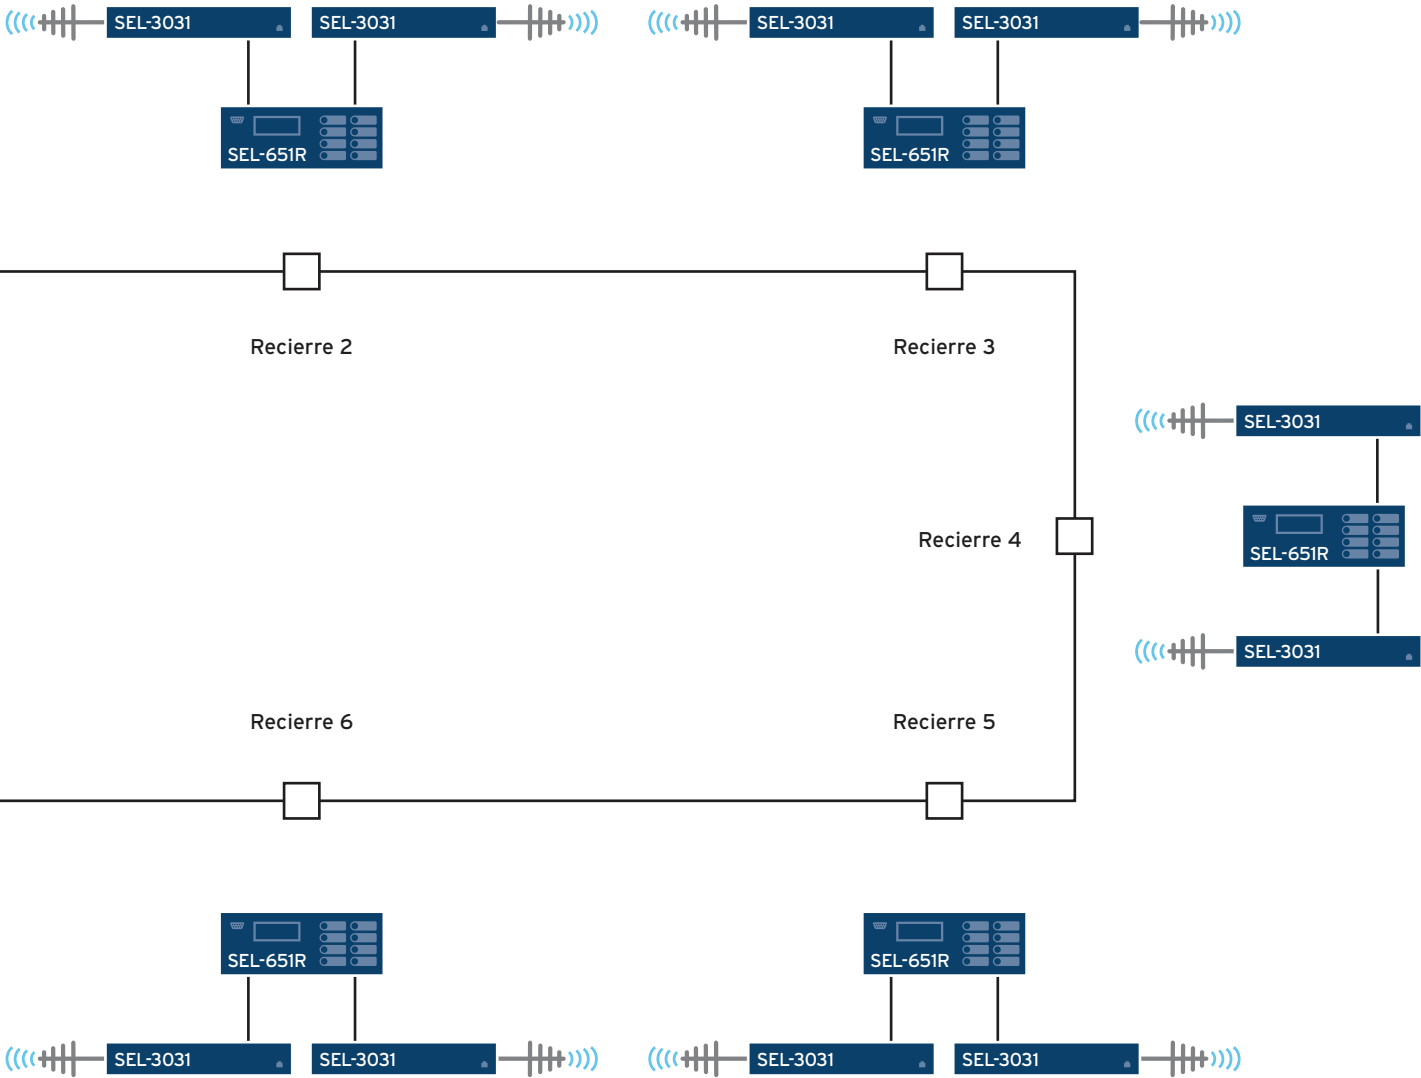 SEL-3031 SEL-3031 SEL-3031 SEL-3031
SEL-651R SEL-651R
Recierre 2 Recierre 3
SEL-3031
Recierre 4
SEL-651R
SEL-3031
Recierre 6 Recierre 5
SEL-651R SEL-651R
SEL-3031 SEL-3031 SEL-3031 SEL-3031